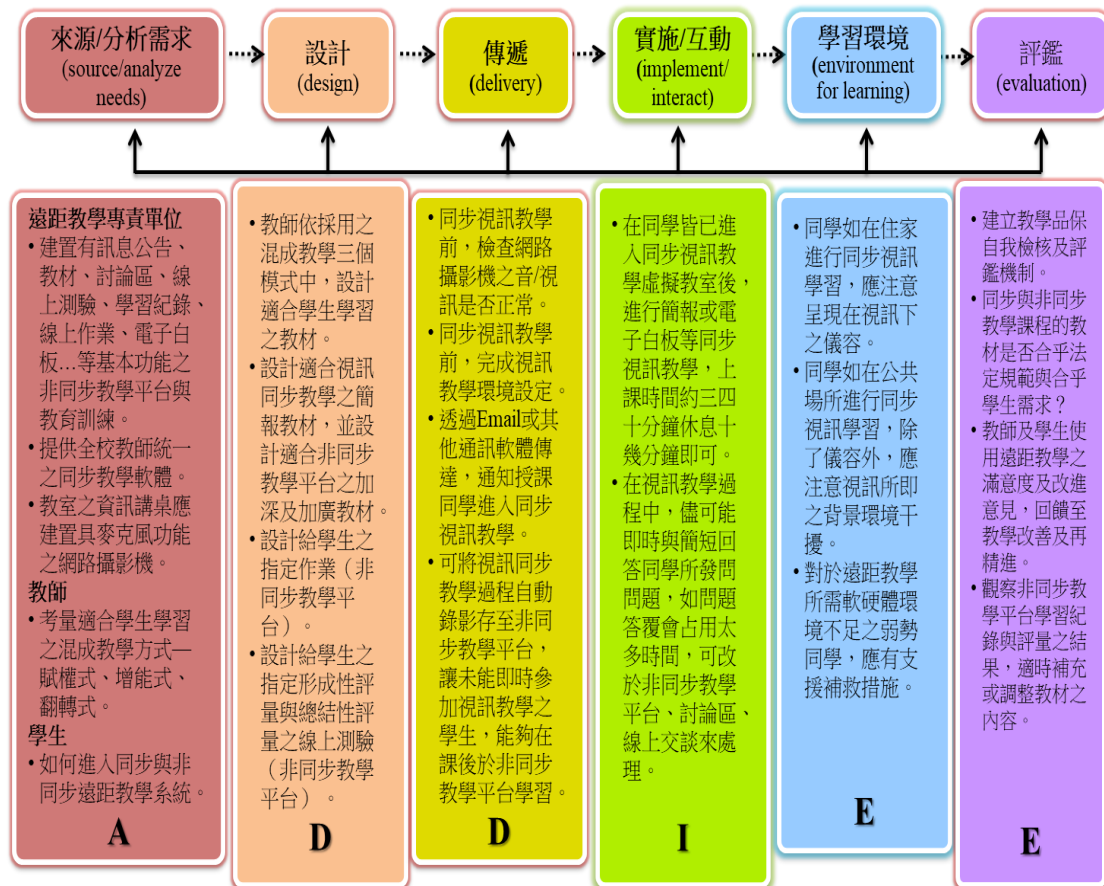 來源/分析需求
(source/analyze
needs)
設計
(design)
傳遞
(delivery)
實施/互動
(implement/
interact)
學習環境
(environment
for learning)
評鑑
(evaluation)
遠距教學專責單位
• 建置有訊息公告、
教材、討論區、線
上測驗、學習紀錄、
線上作業、電子白
板…等基本功能之
非同步教學平台與
教育訓練。
• 提供全校教師統一
之同步教學軟體。
• 教室之資訊講桌應
建置具麥克風功能
之網路攝影機。
教師
• 考量適合學生學習
之混成教學方式—
賦權式、增能式、
翻轉式。
學生
• 如何進入同步與非
同步遠距教學系統。
A
• 教師依採用之
混成教學三個
模式中，設計
適合學生學習
之教材。
• 設計適合視訊
同步教學之簡
報教材，並設
計適合非同步
教學平台之加
深及加廣教材。
• 設計給學生之
指定作業（非
同步教學平
台）。
• 設計給學生之
指定形成性評
量與總結性評
量之線上測驗
（非同步教學
平台）。
D
• 同步視訊教學
前，檢查網路
攝影機之音/視
訊是否正常。
• 同步視訊教學
前，完成視訊
教學環境設定。
• 透過Email或其
他通訊軟體傳
達，通知授課
同學進入同步
視訊教學。
• 可將視訊同步
教學過程自動
錄影存至非同
步教學平台，
讓未能即時參
加視訊教學之
學生，能夠在
課後於非同步
教學平台學習。
D
• 在同學皆已進
入同步視訊教
學虛擬教室後，
進行簡報或電
子白板等同步
視訊教學，上
課時間約三四
十分鐘休息十
幾分鐘即可。
• 在視訊教學過
程中，儘可能
即時與簡短回
答同學所發問
問題，如問題
答覆會占用太
多時間，可改
於非同步教學
平台、討論區、
線上交談來處
理。
I
• 同學如在住家
進行同步視訊
學習，應注意
呈現在視訊下
之儀容。
• 同學如在公共
場所進行同步
視訊學習，除
了儀容外，應
注意視訊所即
之背景環境干
擾。
• 對於遠距教學
所需軟硬體環
境不足之弱勢
同學，應有支
援補救措施。
E
• 建立教學品保
自我檢核及評
鑑機制。
• 同步與非同步
教學課程的教
材是否合乎法
定規範與合乎
學生需求？
• 教師及學生使
用遠距教學之
滿意度及改進
意見，回饋至
教學改善及再
精進。
• 觀察非同步教
學平台學習紀
錄與評量之結
果，適時補充
或調整教材之
內容。
E